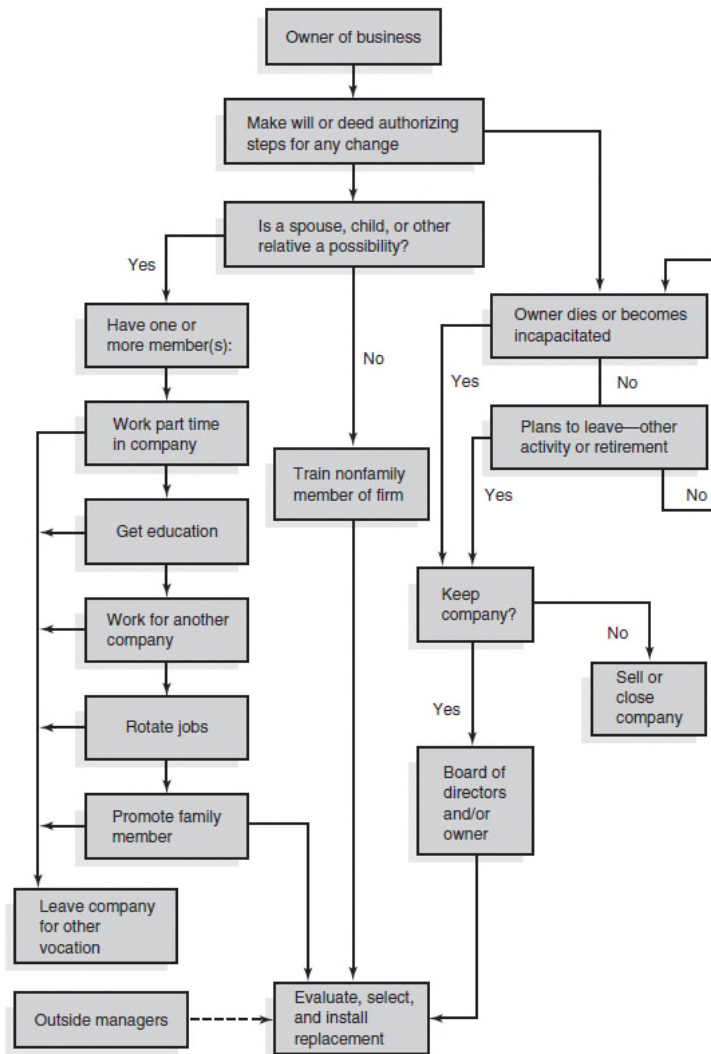 Owner of business
Make will or deed authorizing
steps for any change
Is a spouse, child, or other
relative a possibility?
Yes
Have one or
more member(s):
Owner dies or becomes
incapacitated
No
Yes
No
Work part time
in company
Plans to leave—other
activity or retirement
Train nonfamily
member of firm
Yes
No
Get education
Keep
company?
Work for another
company
No
Sell or
close
company
Yes
Rotate jobs
Board of
directors
and/or
owner
Promote family
member
Leave company
for other
vocation
Outside managers
Evaluate, select,
and install
replacement